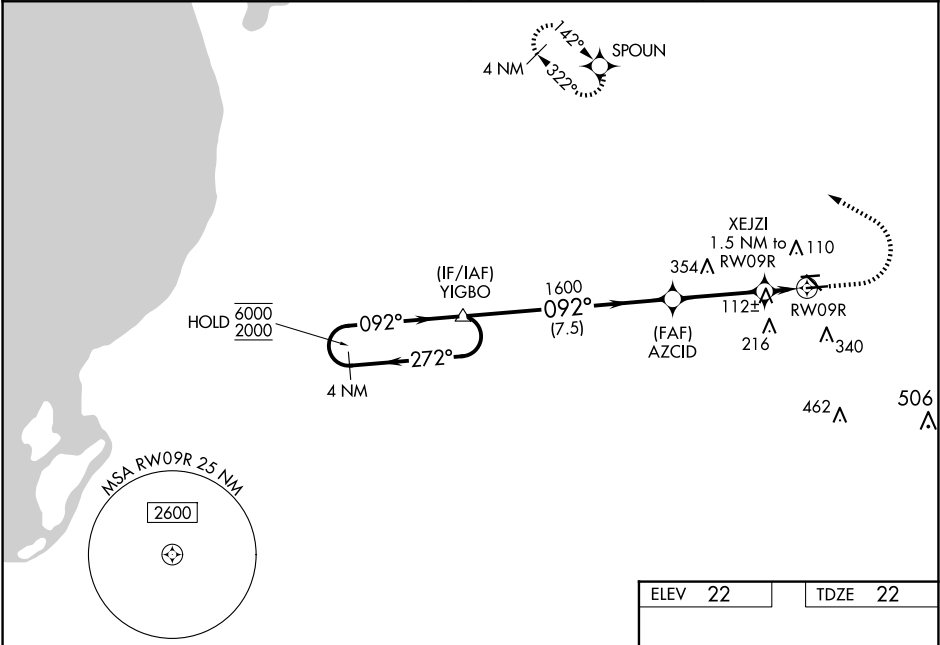 142°
SPOUN
4 NM
322°
XEJZI
1.5 NM to
RW09R
110
354
(IF/IAF)
YIGBO
1600
092°
(7.5)
HOLD 6000
2000
092°
272°
4 NM
(FAF)
AZCID
112±
RW09R
216
340
462
506
MSA RW09R 25 NM
2600
ELEV 22
TDZE 22